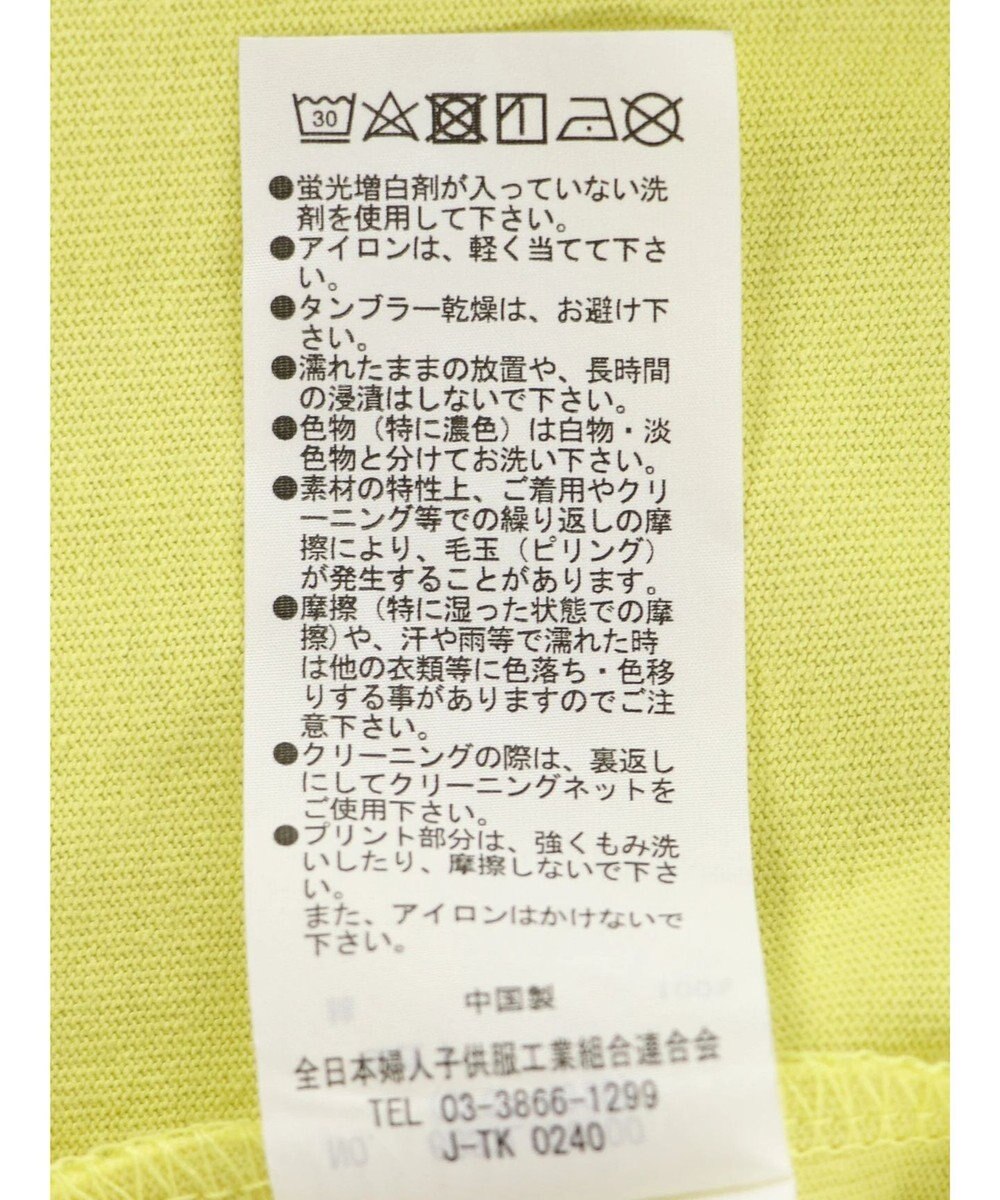 30
●蛍光増白剤が入っていない洗
剤を使用して下さい。
●アイロンは、軽く当てて下さ
い。
●タンブラー乾燥は、お避け下
さい。
●濡れたままの放置や、長時間
の浸漬はしないで下さい。
●色物（特に濃色）は白物・淡
色物と分けてお洗い下さい。
●素材の特性上、ご着用やクリ
ーニング等での繰り返しの摩
擦により、毛玉（ピリング）
が発生することがあります。
●摩擦（特に湿った状態での摩
擦)や、汗や雨等で濡れた時
は他の衣類等に色落ち・色移
りする事がありますのでご注
意下さい。
●クリーニングの際は、裏返し
にしてクリーニングネットを
ご使用下さい。
●プリント部分は、強くもみ洗
いしたり、摩擦しないで下さ
い。
また、アイロンはかけないで
下さい。
中国製
全日本婦人子供服工業組合連合会
TEL 03-3866-1299
J-TK 0240